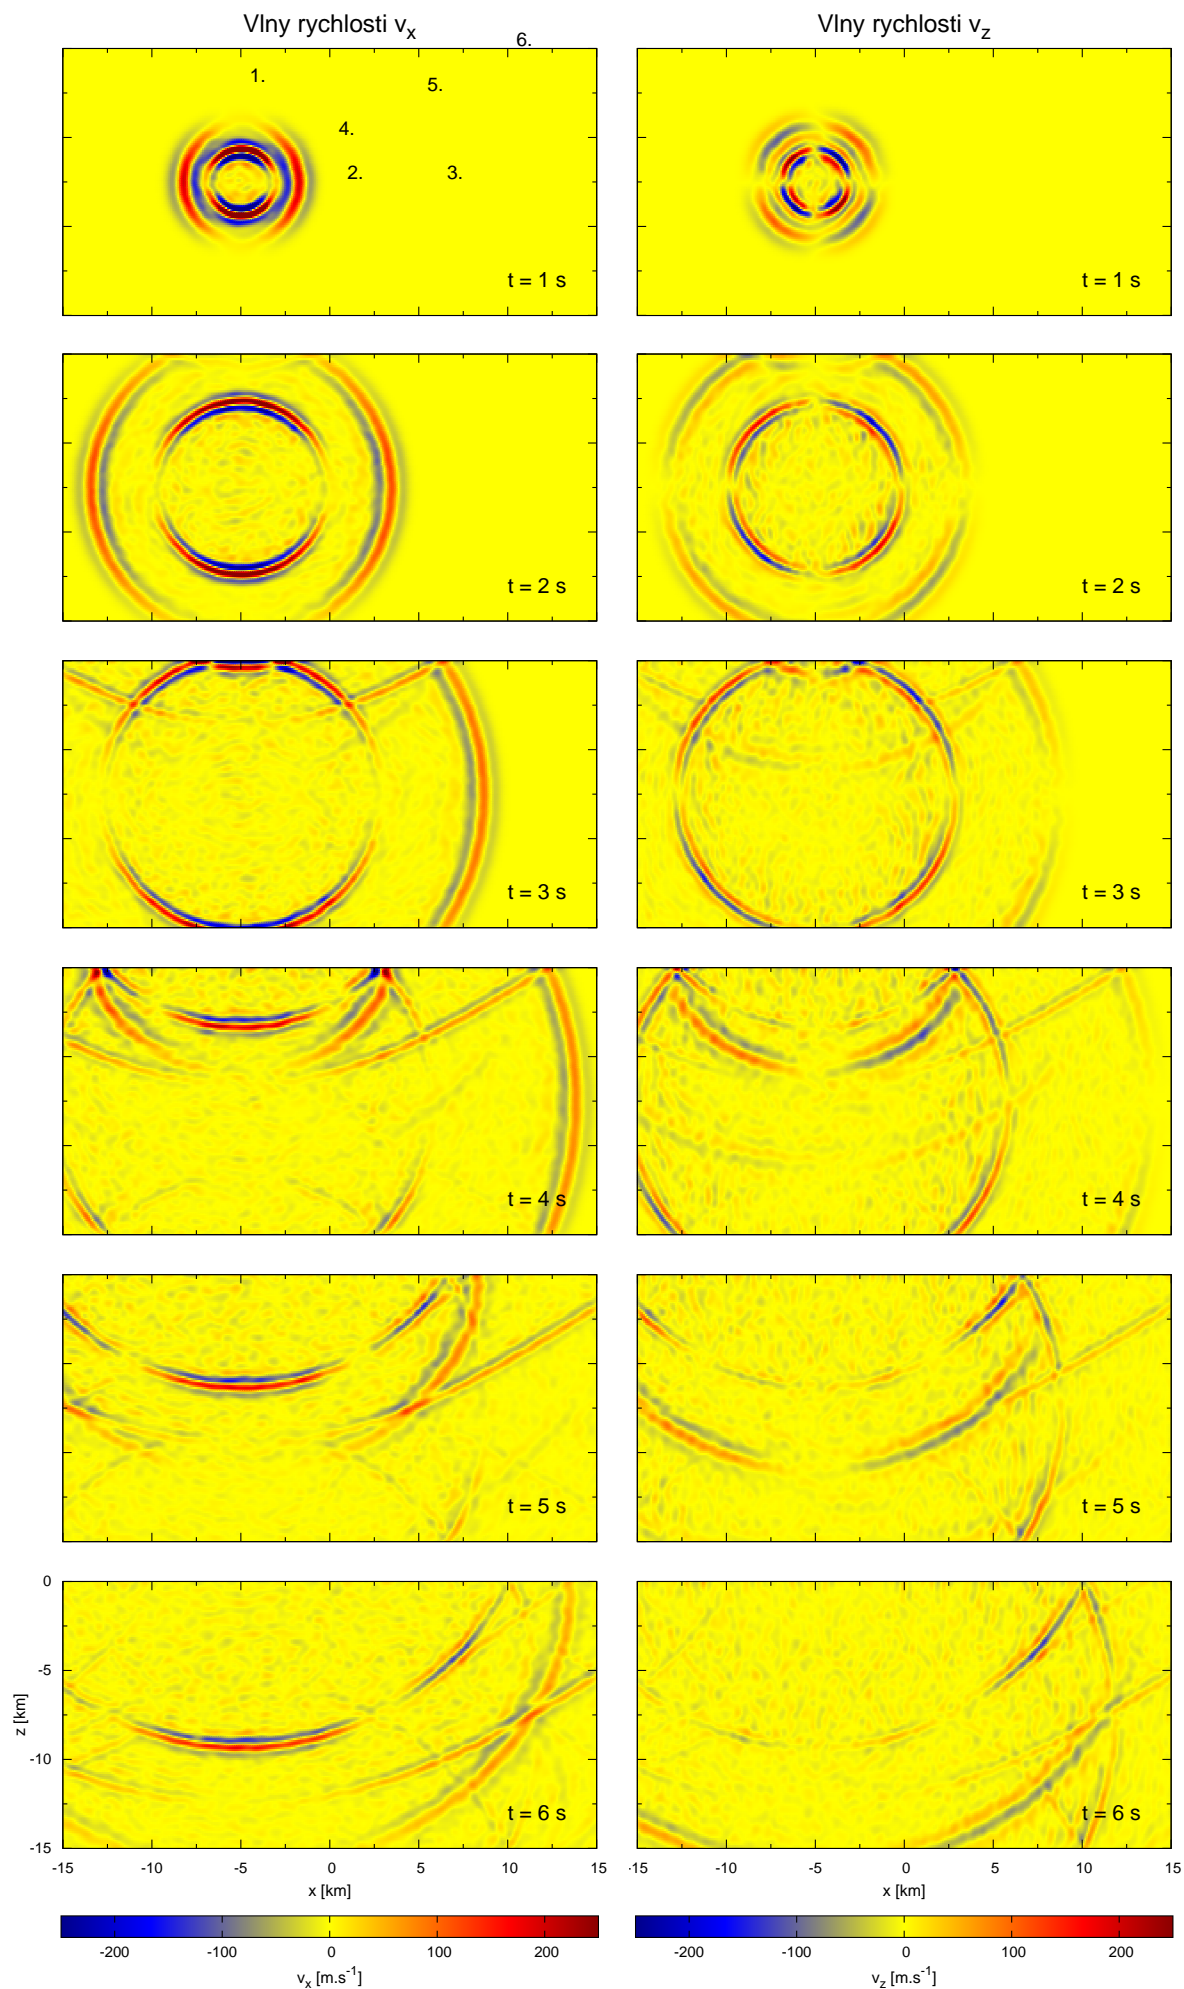 Vlny rychlosti vx
Vlny rychlosti vz
6.
1.
5.
4.
2.
3.
t = 1 s
t = 1 s
t = 2 s
t = 2 s
t = 3 s
t = 3 s
t = 4 s
t = 4 s
t = 5 s
t = 5 s
0
-5
-10
-15
z [km]
t = 6 s
t = 6 s
-15 -10 -5 0 5 10 15
-15 -10 -5 0 5 10 15
x [km]
x [km]
-200 -100 0 100 200
-200 -100 0 100 200
vx [m.s-1]
vz [m.s-1]